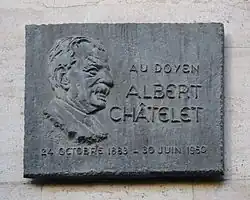 AU DOYEN
ALBERT
CHÂTELET
24 OCTOBRE 1883 – 30 JUIN 1960